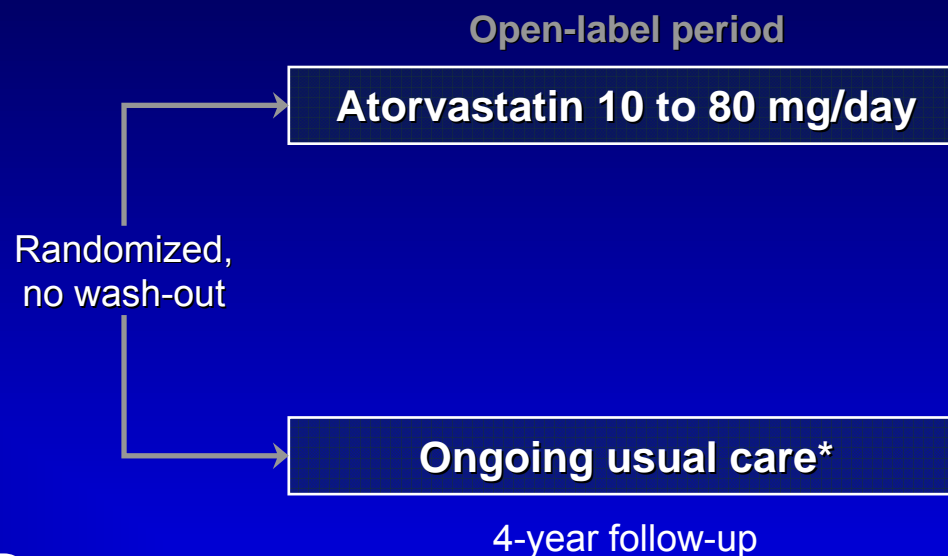 Open-label period
Atorvastatin 10 to 80 mg/day
Randomized,
no wash-out
Ongoing usual care*
4-year follow-up